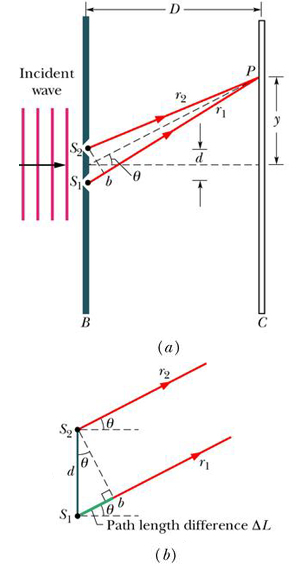 D
Incident
wave
P
r2
r1
y
S2
d
S1
b
θ
B
C
(a)
r2
S2
θ
θ
d
r1
b
S1
θ
Path length difference ΔL
(b)